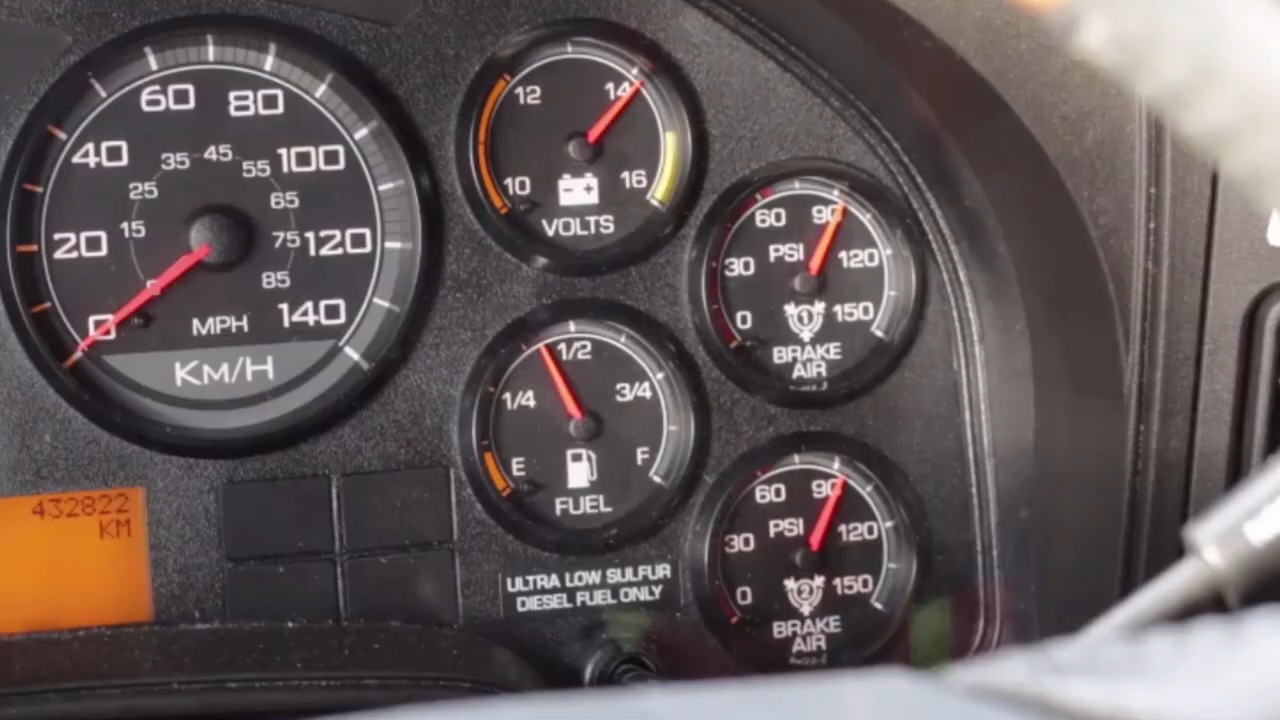 60 80
40 100
35 45 55
25 65
20 15 75 120
85
0 MPH 140
KM/H
432822
KM
12 14
10 16
VOLTS
1/2
1/4 3/4
E F
FUEL
ULTRA LOW SULFUR
DIESEL FUEL ONLY
60 90
PSI
30 120
0 1 150
BRAKE
AIR
60 90
PSI
30 120
0 2 150
BRAKE
AIR